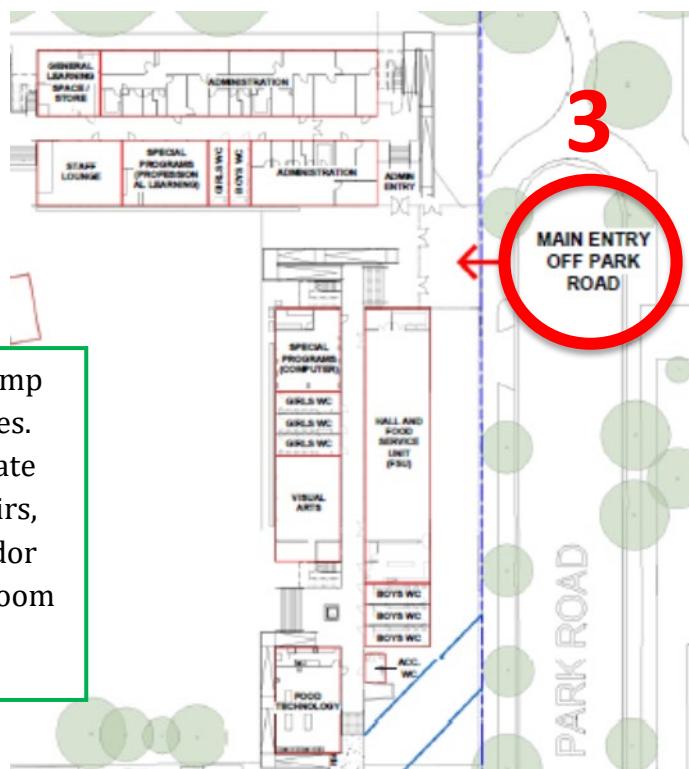 GENERAL
LEARNING
SPACE /
STORE
ADMINISTRATION
3
STAFF
LOUNGE
SPECIAL
PROGRAMS
(PROFESSION
AL LEARNING)
GIRLS WC
BOYS WC
ADMINISTRATION
ADMIN
ENTRY
MAIN ENTRY
OFF PARK
ROAD
SPECIAL
PROGRAMS
(COMPUTER)
GIRLS WC
GIRLS WC
GIRLS WC
HALL AND
FOOD
SERVICE
UNIT
(FSU)
VISUAL
ARTS
mp
es.
ate
irs,
dor
oom
BOYS WC
BOYS WC
BOYS WC
ACC.
WC
FOOD
TECHNOLOGY
PARK ROAD